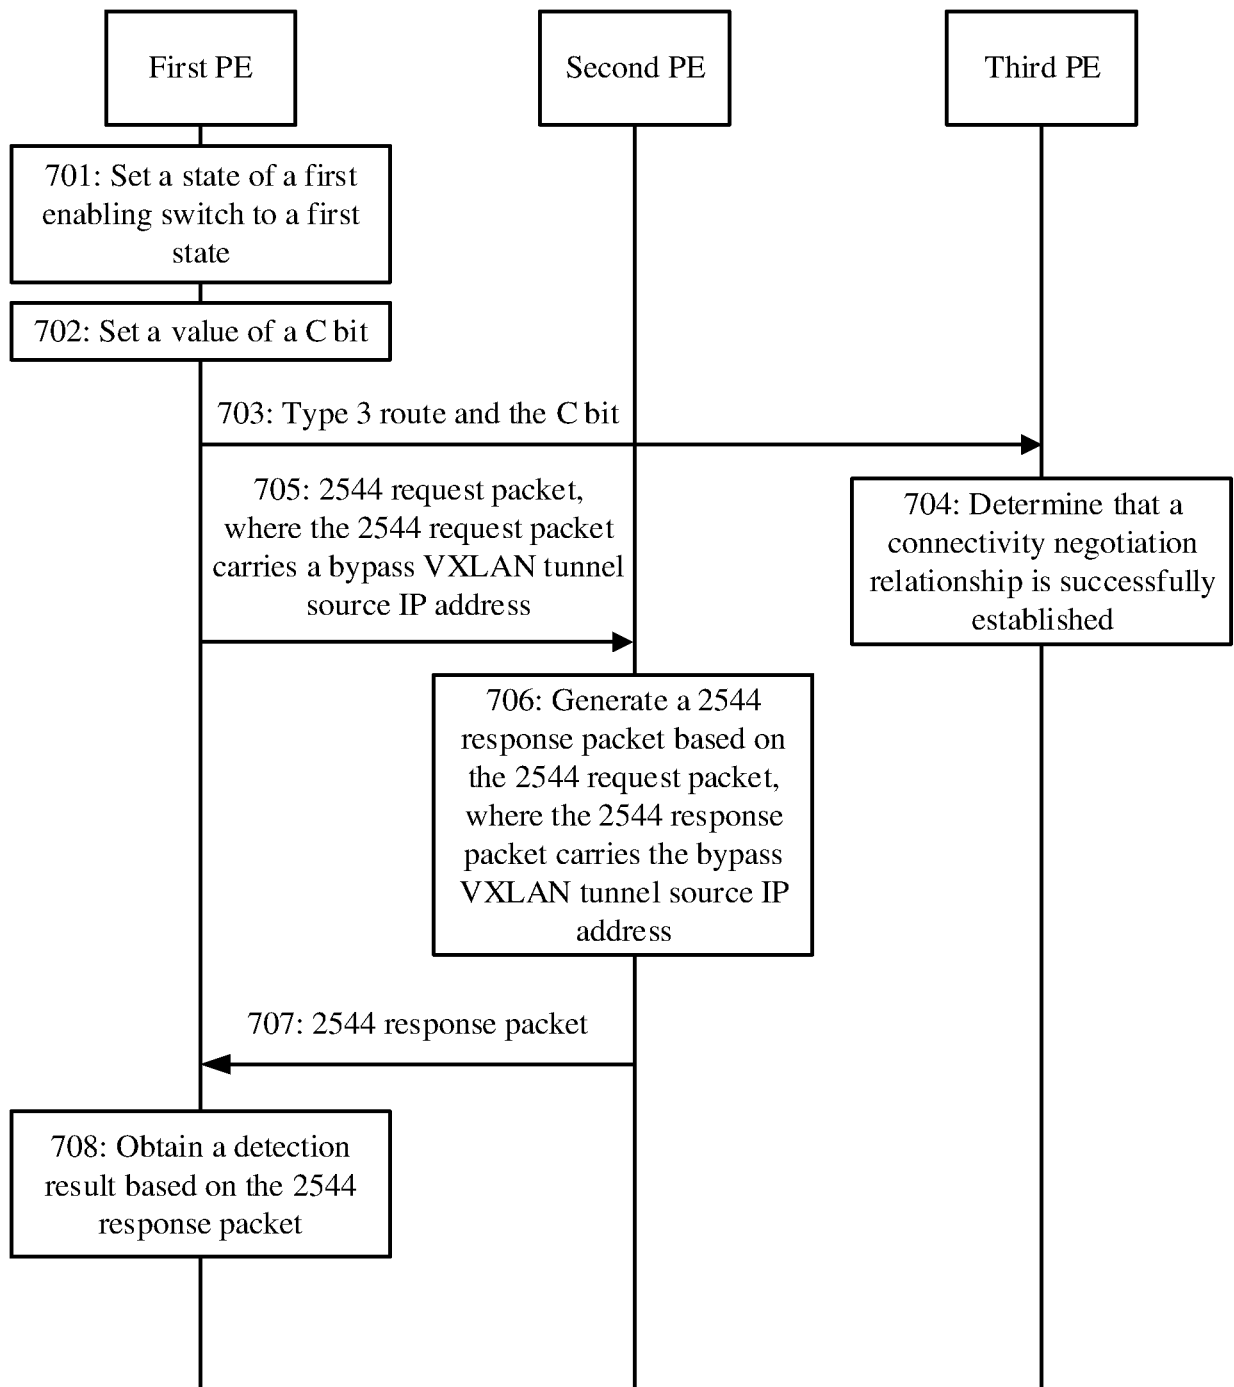 First PE
Second PE
Third PE
701: Set a state of a first
enabling switch to a first
state
702: Set a value of a C bit
703: Type 3 route and the C bit
704: Determine that a
connectivity negotiation
relationship is successfully
established
705: 2544 request packet,
where the 2544 request packet
carries a bypass VXLAN tunnel
source IP address
706: Generate a 2544
response packet based on
the 2544 request packet,
where the 2544 response
packet carries the bypass
VXLAN tunnel source IP
address
707: 2544 response packet
708: Obtain a detection
result based on the 2544
response packet